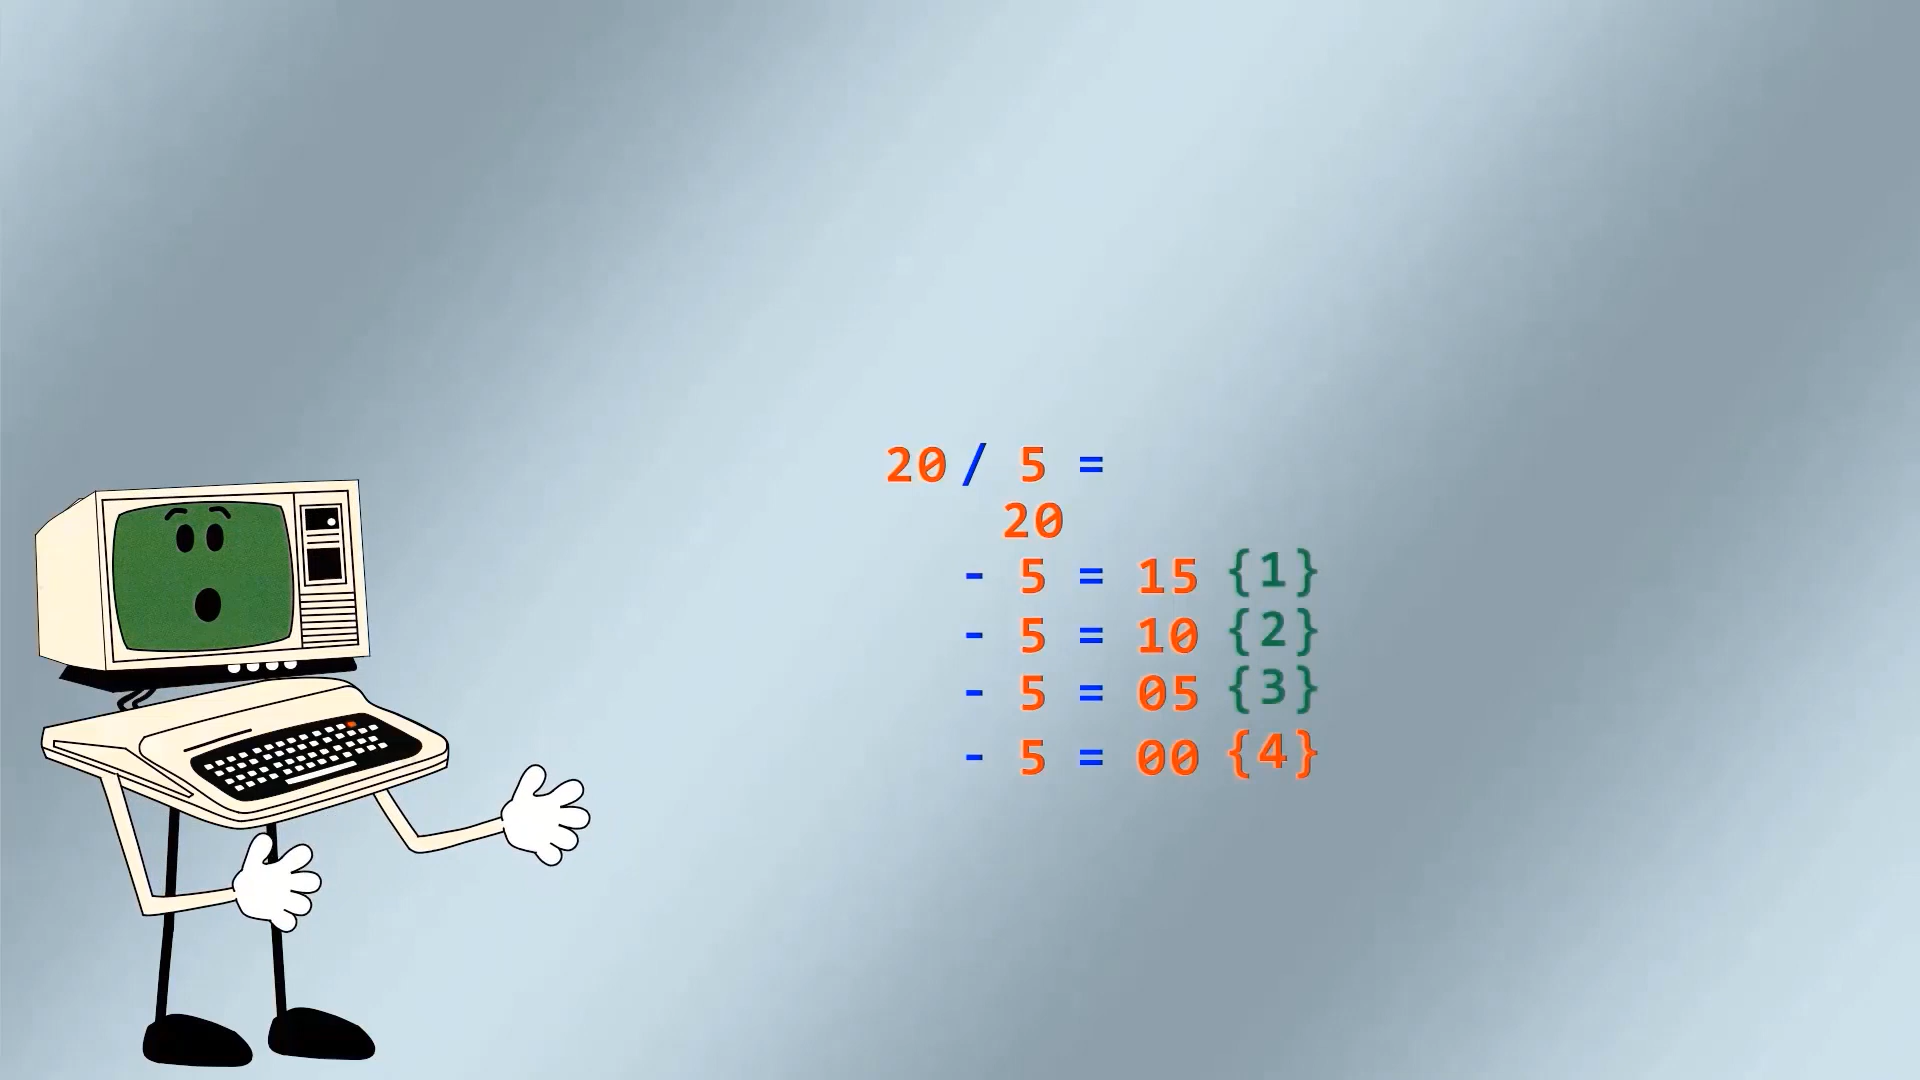 20 / 5 =
20
- 5 = 15 {1}
- 5 = 10 {2}
- 5 = 05 {3}
- 5 = 00 {4}